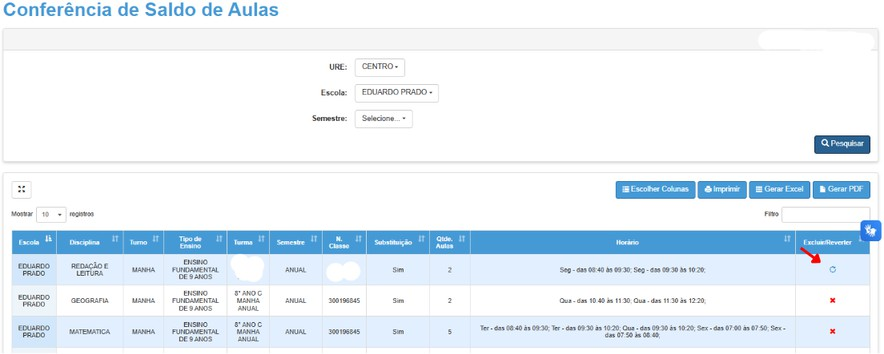 Conferência de Saldo de Aulas
URE: CENTRO
Escola: EDUARDO PRADO
Semestre: Selecione...
Pesquisar
Escolher Colunas Imprimir Gerar Excel Gerar PDF
Mostrar 10 registros Filtro
Escola Disciplina Turno Tipo de Ensino Turma Semestre N. Classe Substituição Qtde. Aulas Horário Excluir/Reverter
EDUARDO PRADO REDAÇÃO E LEITURA MANHA ENSINO FUNDAMENTAL DE 9 ANOS ANUAL Sim 2 Seg - das 08:40 às 09:30; Seg - das 09:30 às 10:20;
EDUARDO PRADO GEOGRAFIA MANHA ENSINO FUNDAMENTAL DE 9 ANOS 8° ANO C MANHA ANUAL ANUAL 300196845 Sim 2 Qua - das 10:40 às 11:30; Qua - das 11:30 às 12:20;
EDUARDO PRADO MATEMATICA MANHA ENSINO FUNDAMENTAL DE 9 ANOS 8° ANO C MANHA ANUAL ANUAL 300196845 Sim 5 Ter - das 08:40 às 09:30; Ter - das 09:30 às 10:20; Qua - das 09:30 às 10:20; Sex - das 07:00 às 07:50; Sex - das 07:50 às 08:40;